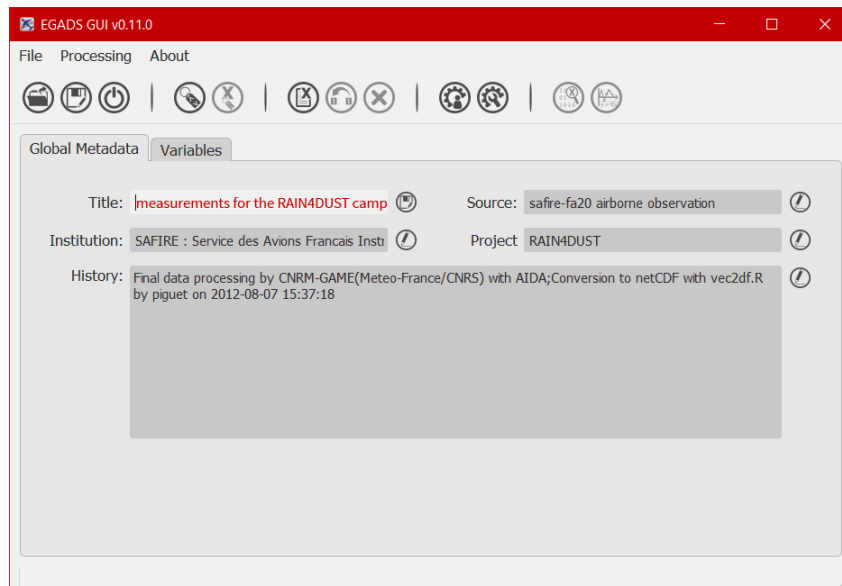 EGADS GUI v0.11.0
File Processing About
Global Metadata Variables
Title: measurements for the RAIN4DUST camp Source: safire-fa20 airborne observation
Institution: SAFIRE : Service des Avions Francais Instr Project RAIN4DUST
History: Final data processing by CNRM-GAME(Meteo-France/CNRS) with AIDA;Conversion to netCDF with vec2df.R
by piguet on 2012-08-07 15:37:18